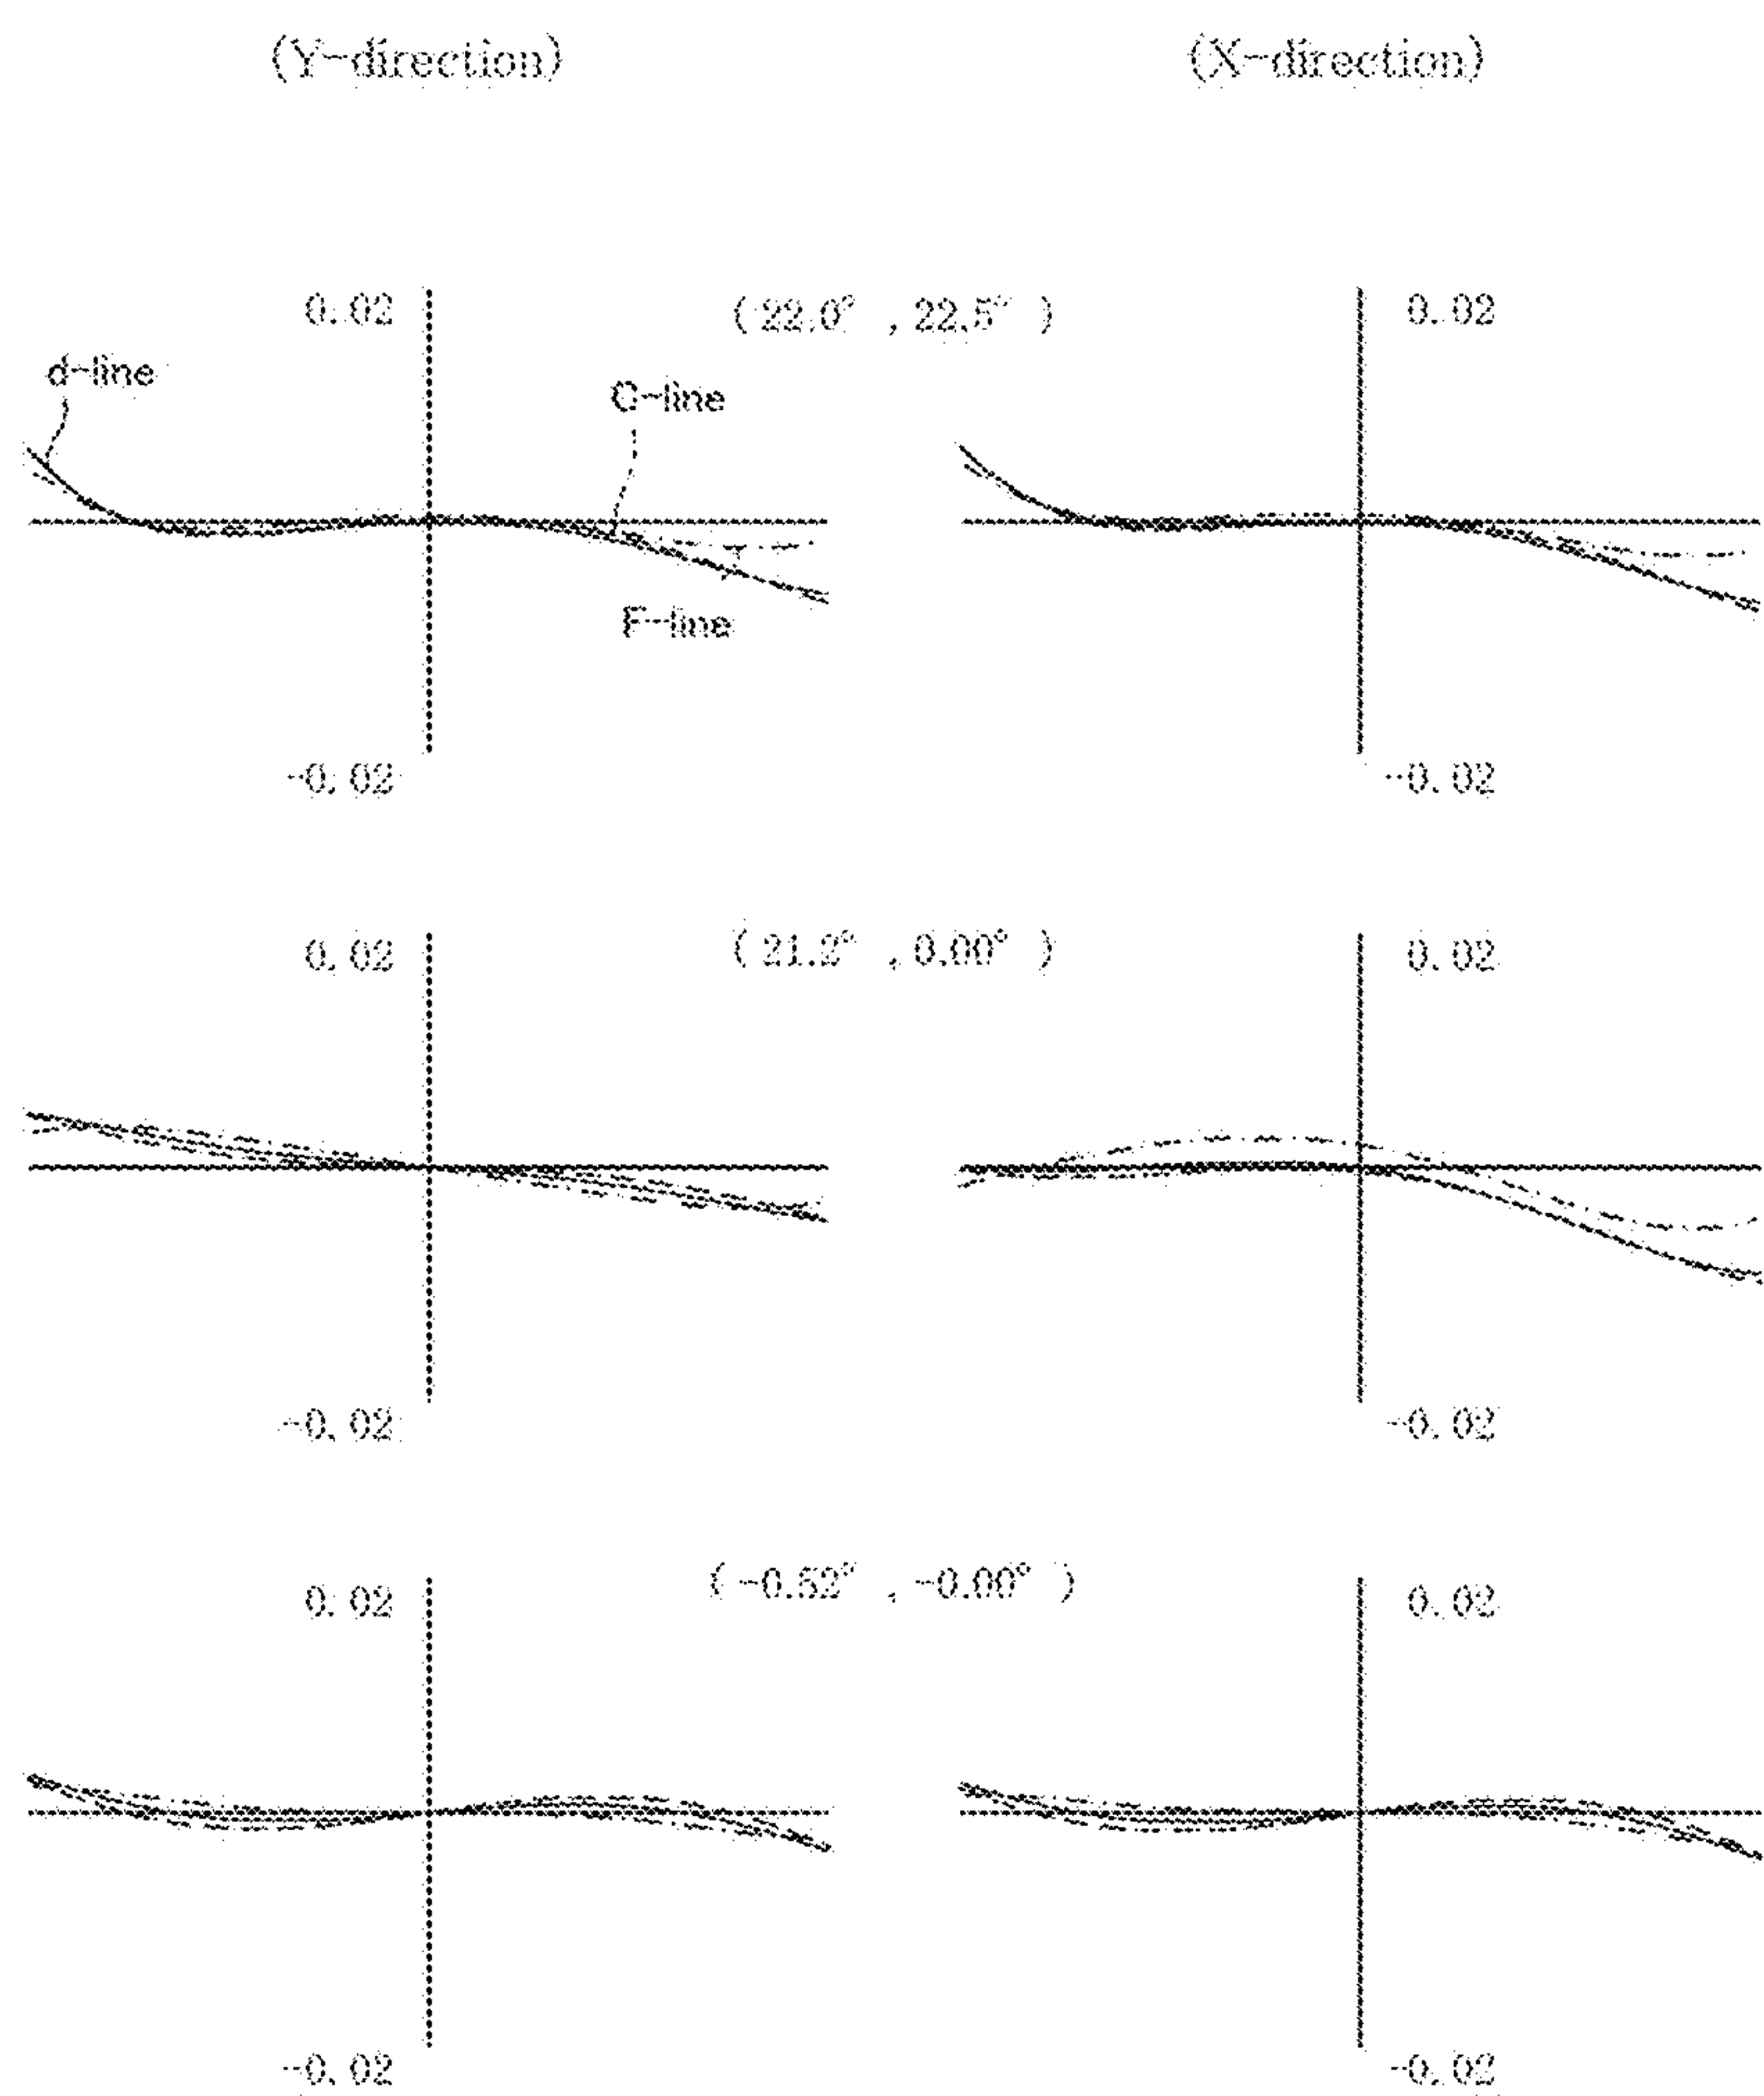 (Y-direction) (X-direction)
0.02 (22.0° , 22.5° ) 0.02
d-line
C-line
F-line
-0.02 -0.02
0.02 (21.2° , 0.00° ) 0.02
-0.02 -0.02
0.02 (-0.52° , -0.00° ) 0.02
-0.02 -0.02